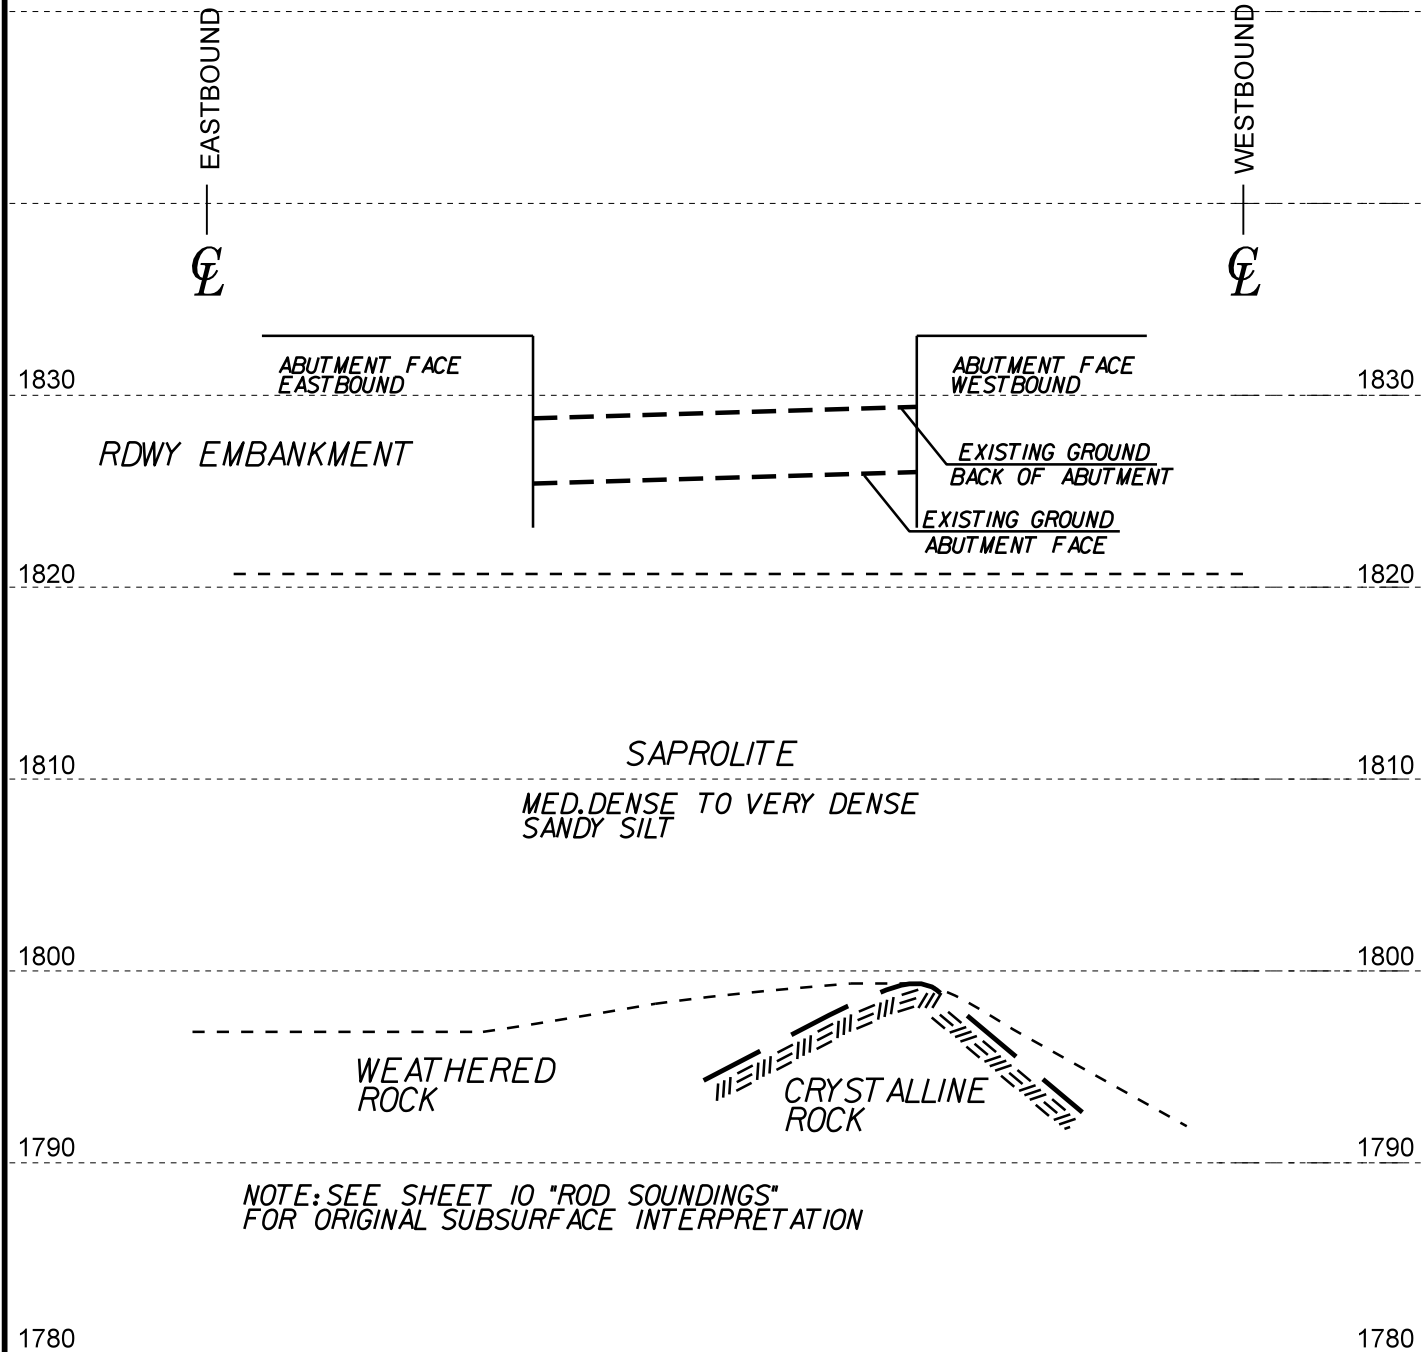 EASTBOUND
WESTBOUND
℄
℄
ABUTMENT FACE
EASTBOUND
ABUTMENT FACE
WESTBOUND
1830
1830
RDWY EMBANKMENT
EXISTING GROUND
BACK OF ABUTMENT
EXISTING GROUND
ABUTMENT FACE
1820
1820
SAPROLITE
1810
1810
MED.DENSE TO VERY DENSE
SANDY SILT
1800
1800
WEATHERED
ROCK
CRYSTALLINE
ROCK
1790
1790
NOTE: SEE SHEET 10 "ROD SOUNDINGS"
FOR ORIGINAL SUBSURFACE INTERPRETATION
1780
1780